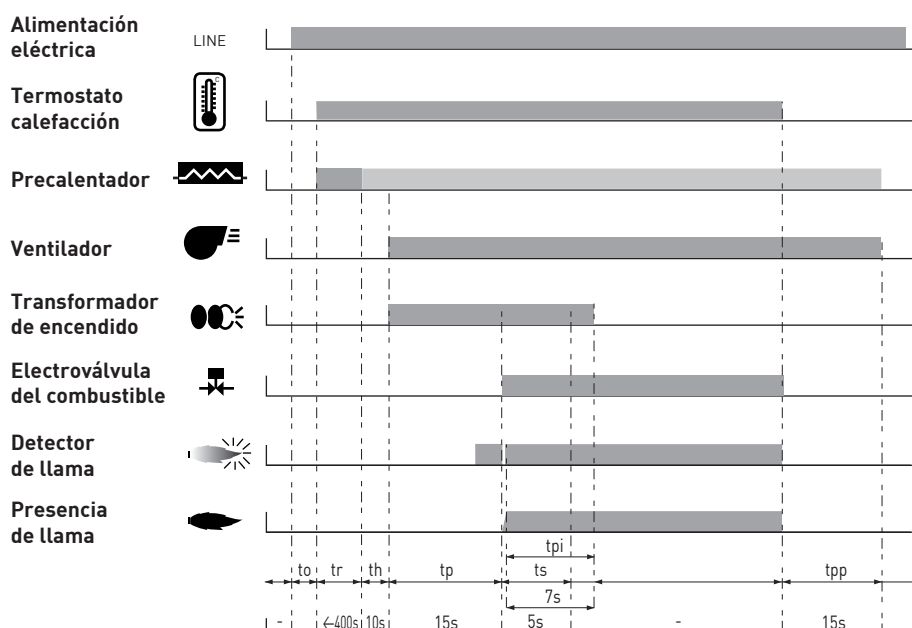 Alimentación
eléctrica
LINE
Termostato
calefacción
C
Precalentador
Ventilador
Transformador
de encendido
Electroválvula
del combustible
Detector
de llama
Presencia
de llama
tpi
to tr th tp ts tpp
7s
- <400s 10s 15s 5s - 15s